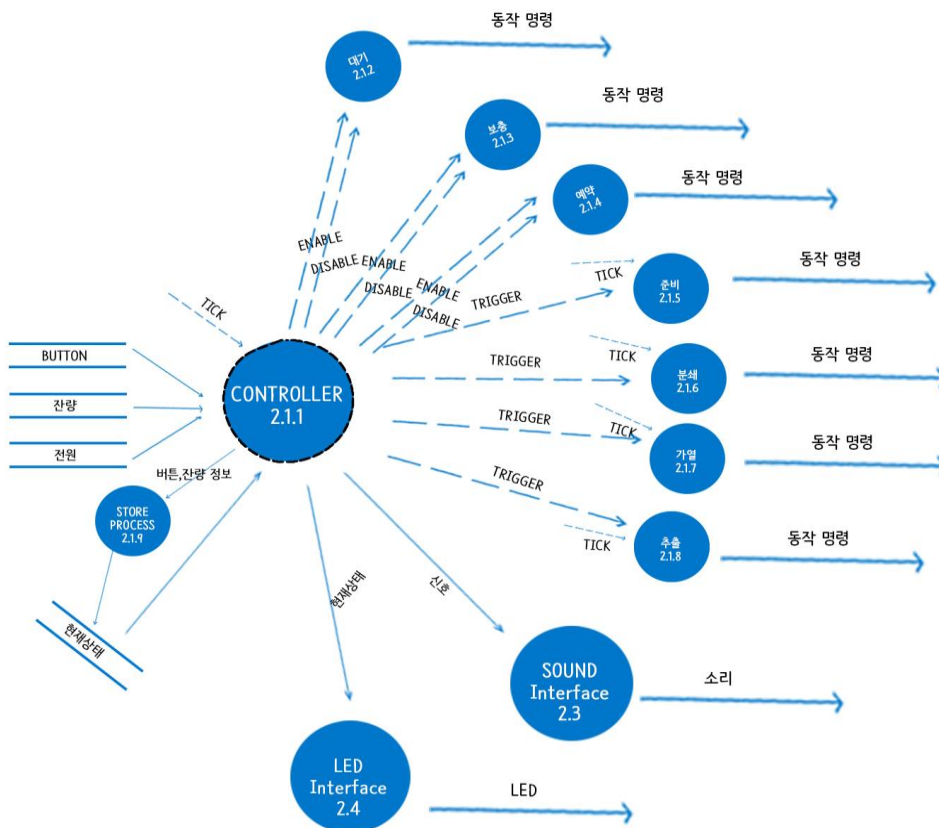 동작 명령
대기
2.1.2
동작 명령
보충
2.1.3
동작 명령
예약
2.1.4
ENABLE
DISABLE
ENABLE
DISABLE
ENABLE
DISABLE
동작 명령
TICK
준비
2.1.5
TRIGGER
TICK
BUTTON
잔량
전원
CONTROLLER
2.1.1
TRIGGER
TICK
분쇄
2.1.6
동작 명령
TRIGGER
TICK
가열
2.1.7
동작 명령
TRIGGER
TICK
추출
2.1.8
동작 명령
버튼,잔량 정보
STORE
PROCESS
2.1.9
현재상태
현재상태
신호
SOUND
Interface
2.3
소리
LED
Interface
2.4
LED